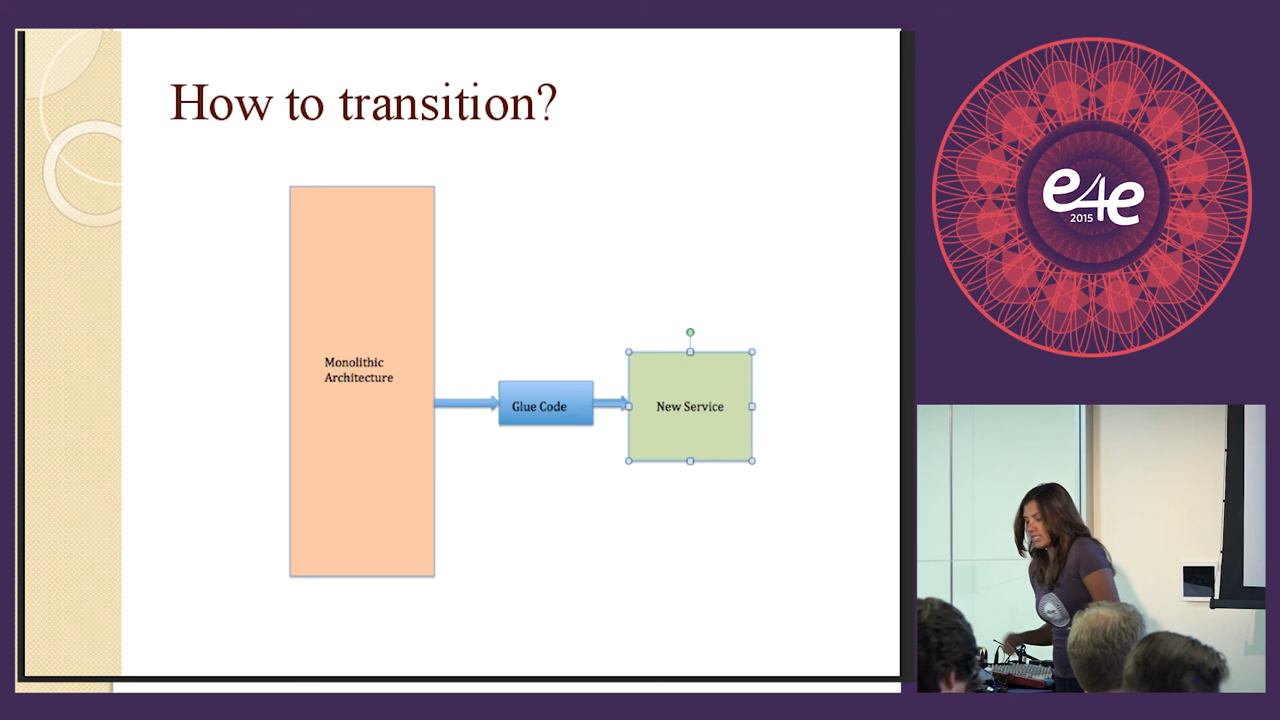 How to transition?
Monolithic
Architecture
Glue Code
New Service
e4e
2015